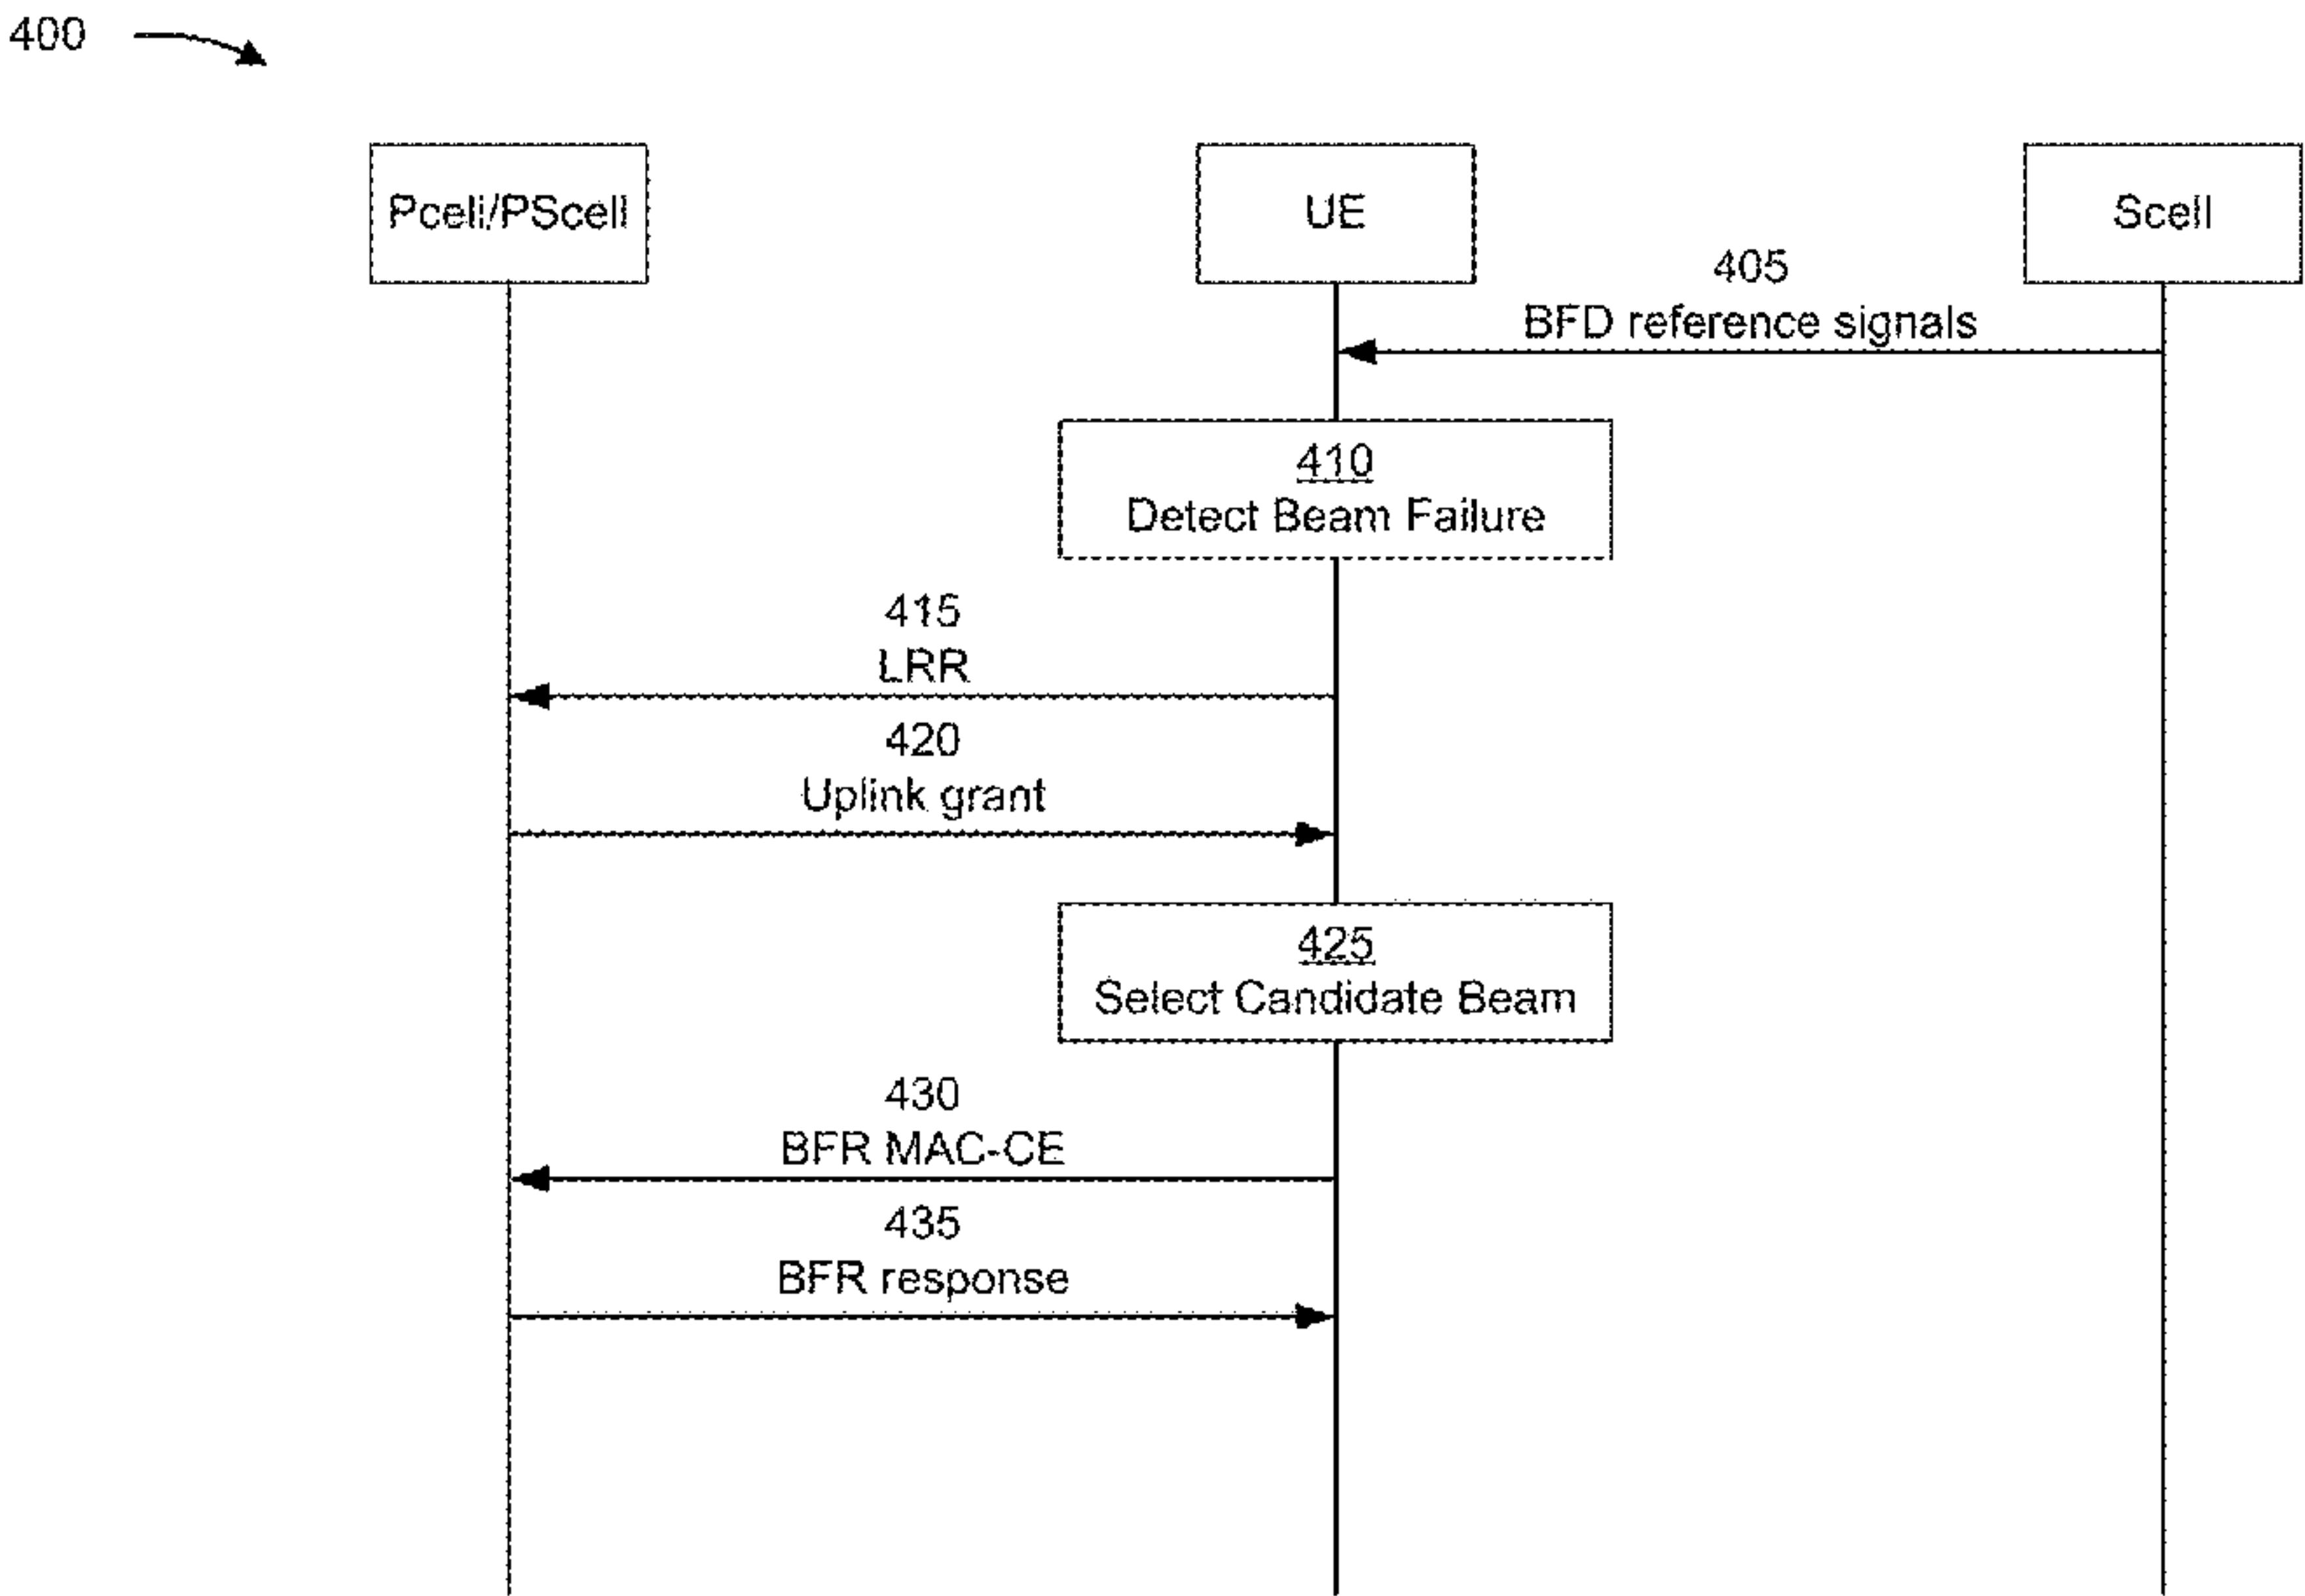 400
Pcell/PScell
UE
Scell
405
BFD reference signals
410
Detect Beam Failure
415
LRR
420
Uplink grant
425
Select Candidate Beam
430
BFR MAC-CE
435
BFR response